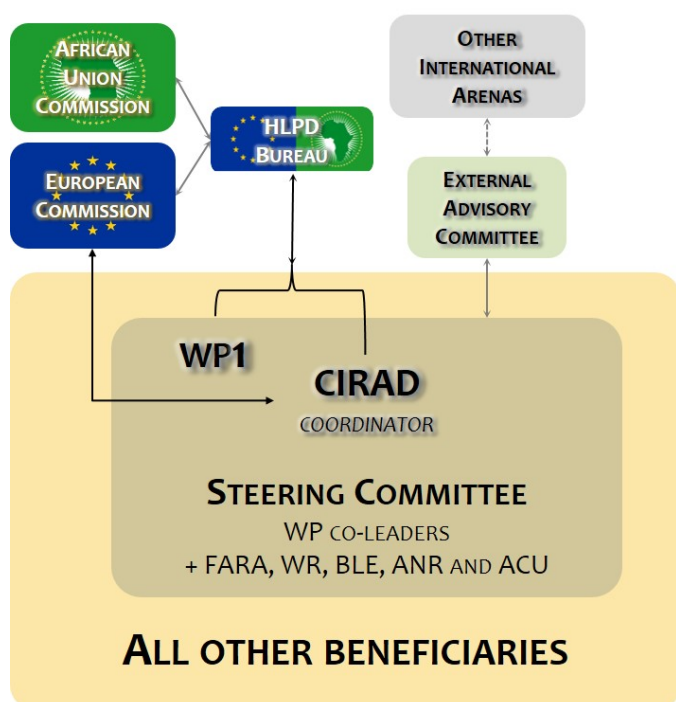 AFRICAN
UNION
COMMISSION
EUROPEAN
COMMISSION
HLPD
BUREAU
OTHER
INTERNATIONAL
ARENAS
EXTERNAL
ADVISORY
COMMITTEE
WP1
CIRAD
COORDINATOR
STEERING COMMITTEE
WP CO-LEADERS
+ FARA, WR, BLE, ANR AND ACU
ALL OTHER BENEFICIARIES